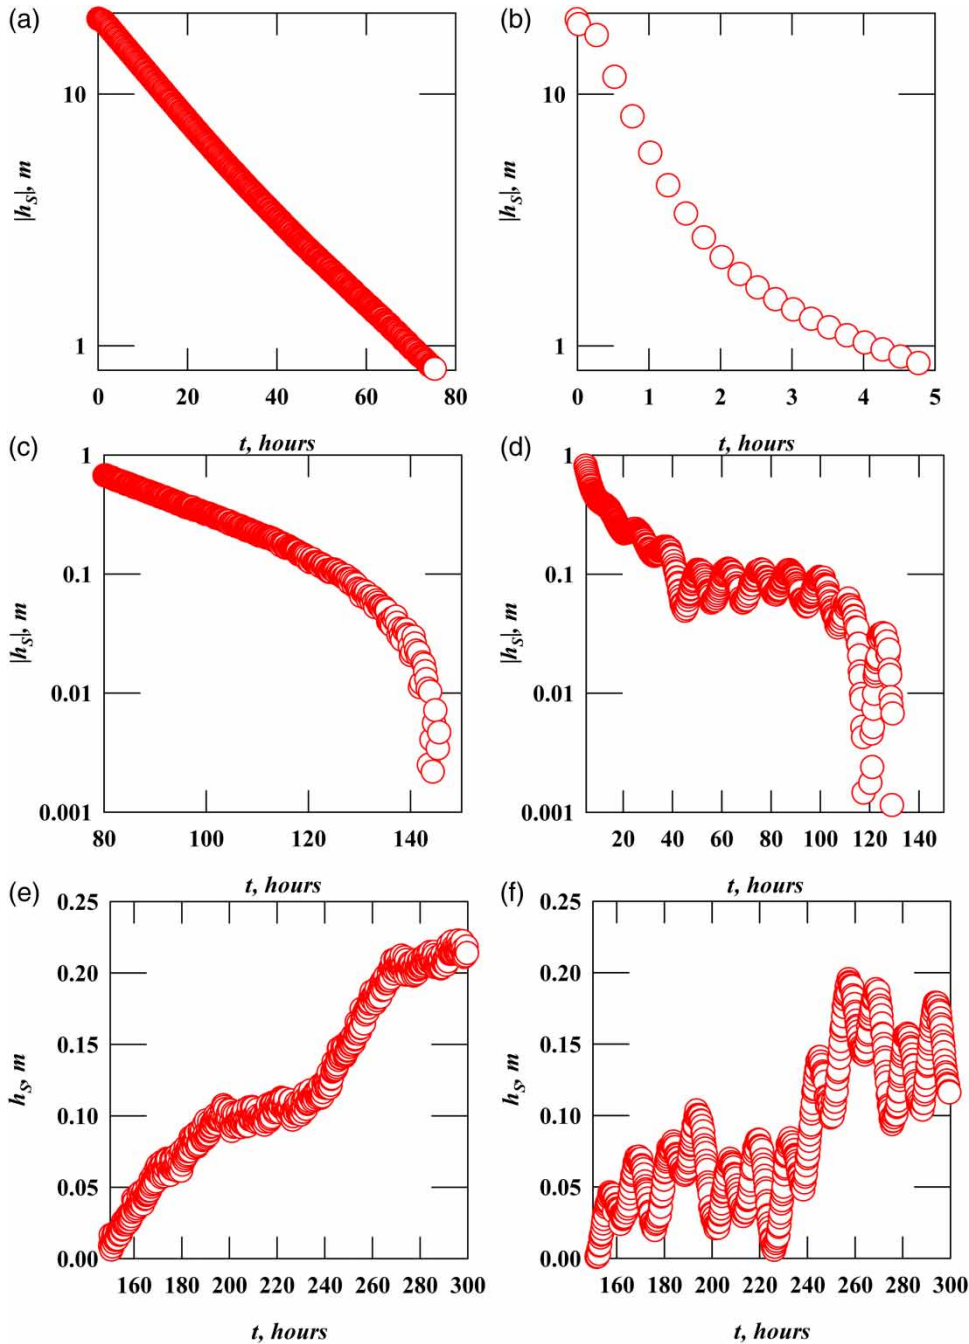 (a)
10
1
|h_S|, m
0 20 40 60 80
t, hours
(b)
10
1
|h_S|, m
0 1 2 3 4 5
t, hours
(c)
1
0.1
0.01
0.001
|h_S|, m
80 100 120 140
t, hours
(d)
1
0.1
0.01
0.001
|h_S|, m
20 40 60 80 100 120 140
t, hours
(e)
0.25
0.20
0.15
0.10
0.05
0.00
h_S, m
160 180 200 220 240 260 280 300
t, hours
(f)
0.25
0.20
0.15
0.10
0.05
0.00
h_S, m
160 180 200 220 240 260 280 300
t, hours